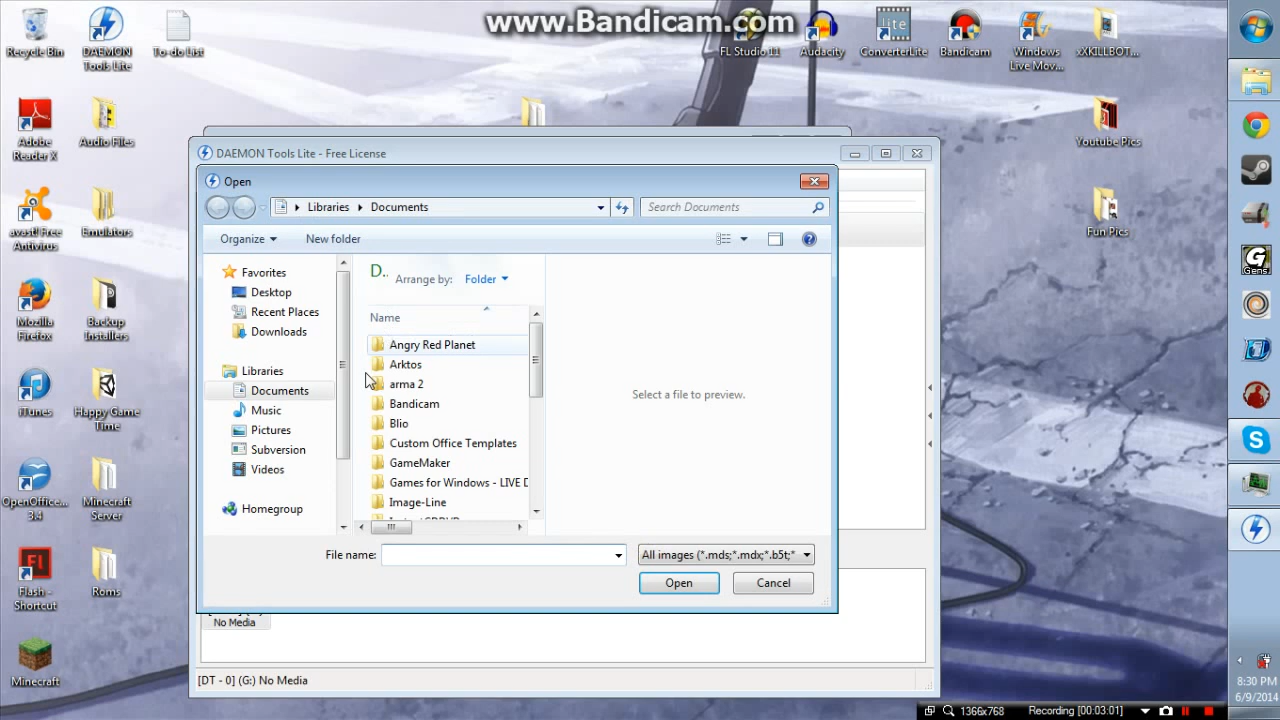 www.Bandicam.com
Recycle Bin
DAEMON
Tools Lite
To-do List
FL Studio 11
Audacity
ConverterLite
Bandicam
Windows
Live Mov...
xXKILLBOT...
Adobe
Reader X
Audio Files
Youtube Pics
avast! Free
Antivirus
Emulators
Fun Pics
Mozilla
Firefox
Backup
Installers
iTunes
Happy Game
Time
OpenOffice....
3.4
Minecraft
Server
Flash -
Shortcut
Roms
Minecraft
DAEMON Tools Lite - Free License
Open
Libraries
Documents
Search Documents
Organize
New folder
Favorites
Desktop
Recent Places
Downloads
Libraries
Documents
Music
Pictures
Subversion
Videos
Homegroup
D..
Arrange by:
Folder
Name
Angry Red Planet
Arktos
arma 2
Bandicam
Blio
Custom Office Templates
GameMaker
Games for Windows - LIVE D
Image-Line
Select a file to preview.
File name:
All images (*.mds;*.mdx;*.b5t;*
Open
Cancel
No Media
[DT - 0] (G:) No Media
Gens
8:30 PM
6/9/2014
1366x768
Recording [00:03:01]